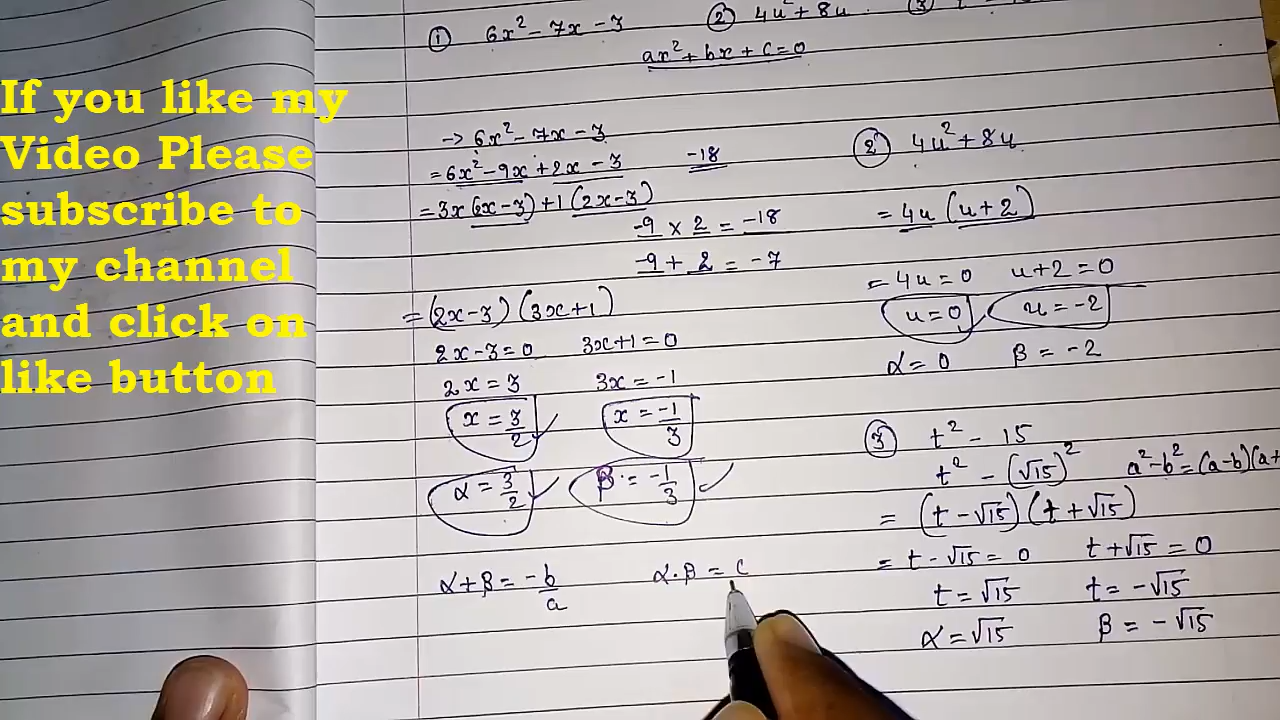 If you like my
Video Please
subscribe to
my channel
and click on
like button
① 6x² - 7x - 3
② 4u² + 8u
③
ax² + bx + c = 0
→ 6x² - 7x - 3
= 6x² - 9x + 2x - 3
-18
= 3x(2x-3) + 1(2x-3)
-9 × 2 = -18
-9 + 2 = -7
= (2x-3) (3x+1)
2x-3=0 3x+1=0
2x = 3 3x = -1
x = 3/2 x = -1/3
α = 3/2 β = -1/3
α+β = -b/a α.β = c
② 4u² + 8u
= 4u (u+2)
= 4u=0 u+2=0
u=0 u=-2
α = 0 β = -2
③ t² - 15
t² - (√15)² a²-b²=(a-b)(a+
= (t-√15) (t+√15)
= t-√15 = 0 t+√15 = 0
t=√15 t=-√15
α=√15 β = -√15